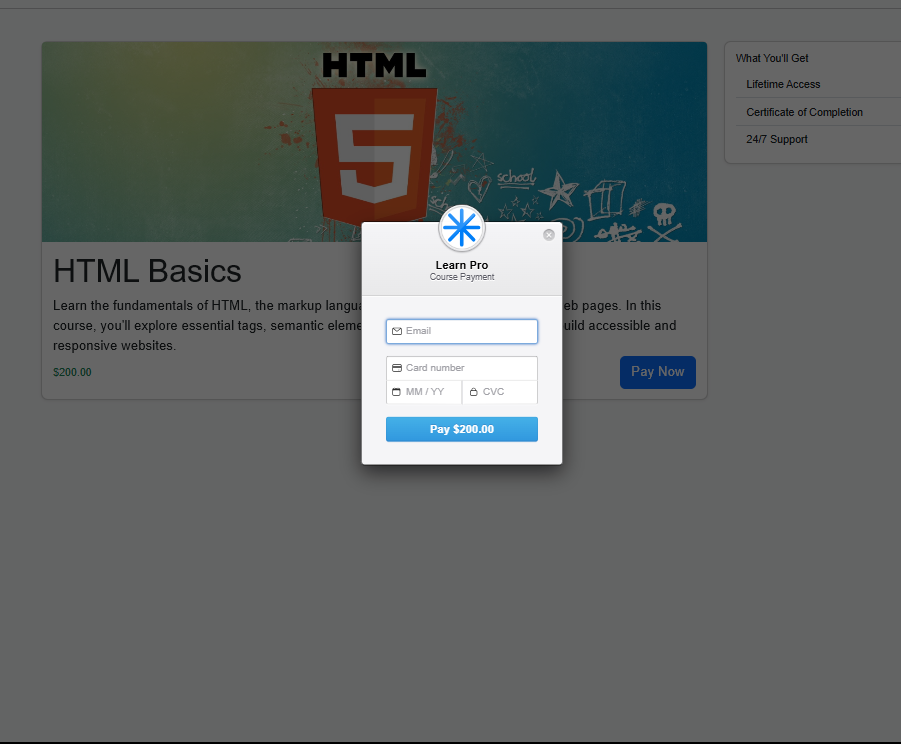 HTML
5
school
HTML Basics
Learn the fundamentals of HTML, the markup langua
eb pages. In this
course, you'll explore essential tags, semantic eleme
uild accessible and
responsive websites.
$200.00
Pay Now
Learn Pro
Course Payment
Email
Card number
MM / YY
CVC
Pay $200.00
What You'll Get
Lifetime Access
Certificate of Completion
24/7 Support